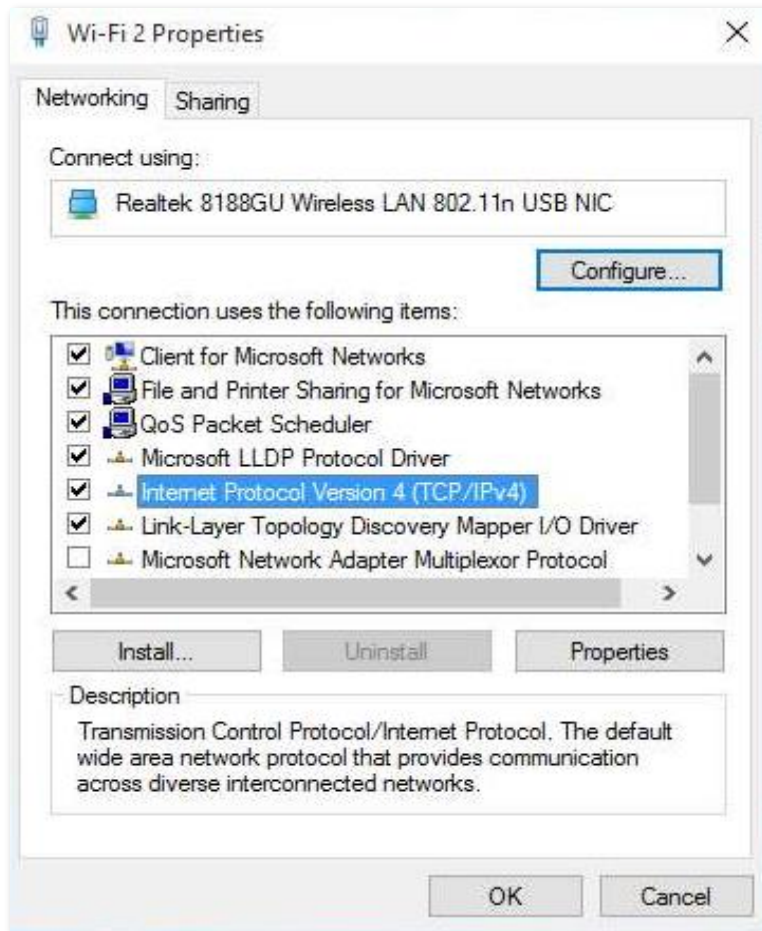 Wi-Fi 2 Properties
Networking
Sharing
Connect using:
Realtek 8188GU Wireless LAN 802.11n USB NIC
Configure...
This connection uses the following items:
Client for Microsoft Networks
File and Printer Sharing for Microsoft Networks
QoS Packet Scheduler
Microsoft LLDP Protocol Driver
Internet Protocol Version 4 (TCP/IPv4)
Link-Layer Topology Discovery Mapper I/O Driver
Microsoft Network Adapter Multiplexor Protocol
Install...
Uninstall
Properties
Description
Transmission Control Protocol/Internet Protocol. The default
wide area network protocol that provides communication
across diverse interconnected networks.
OK
Cancel